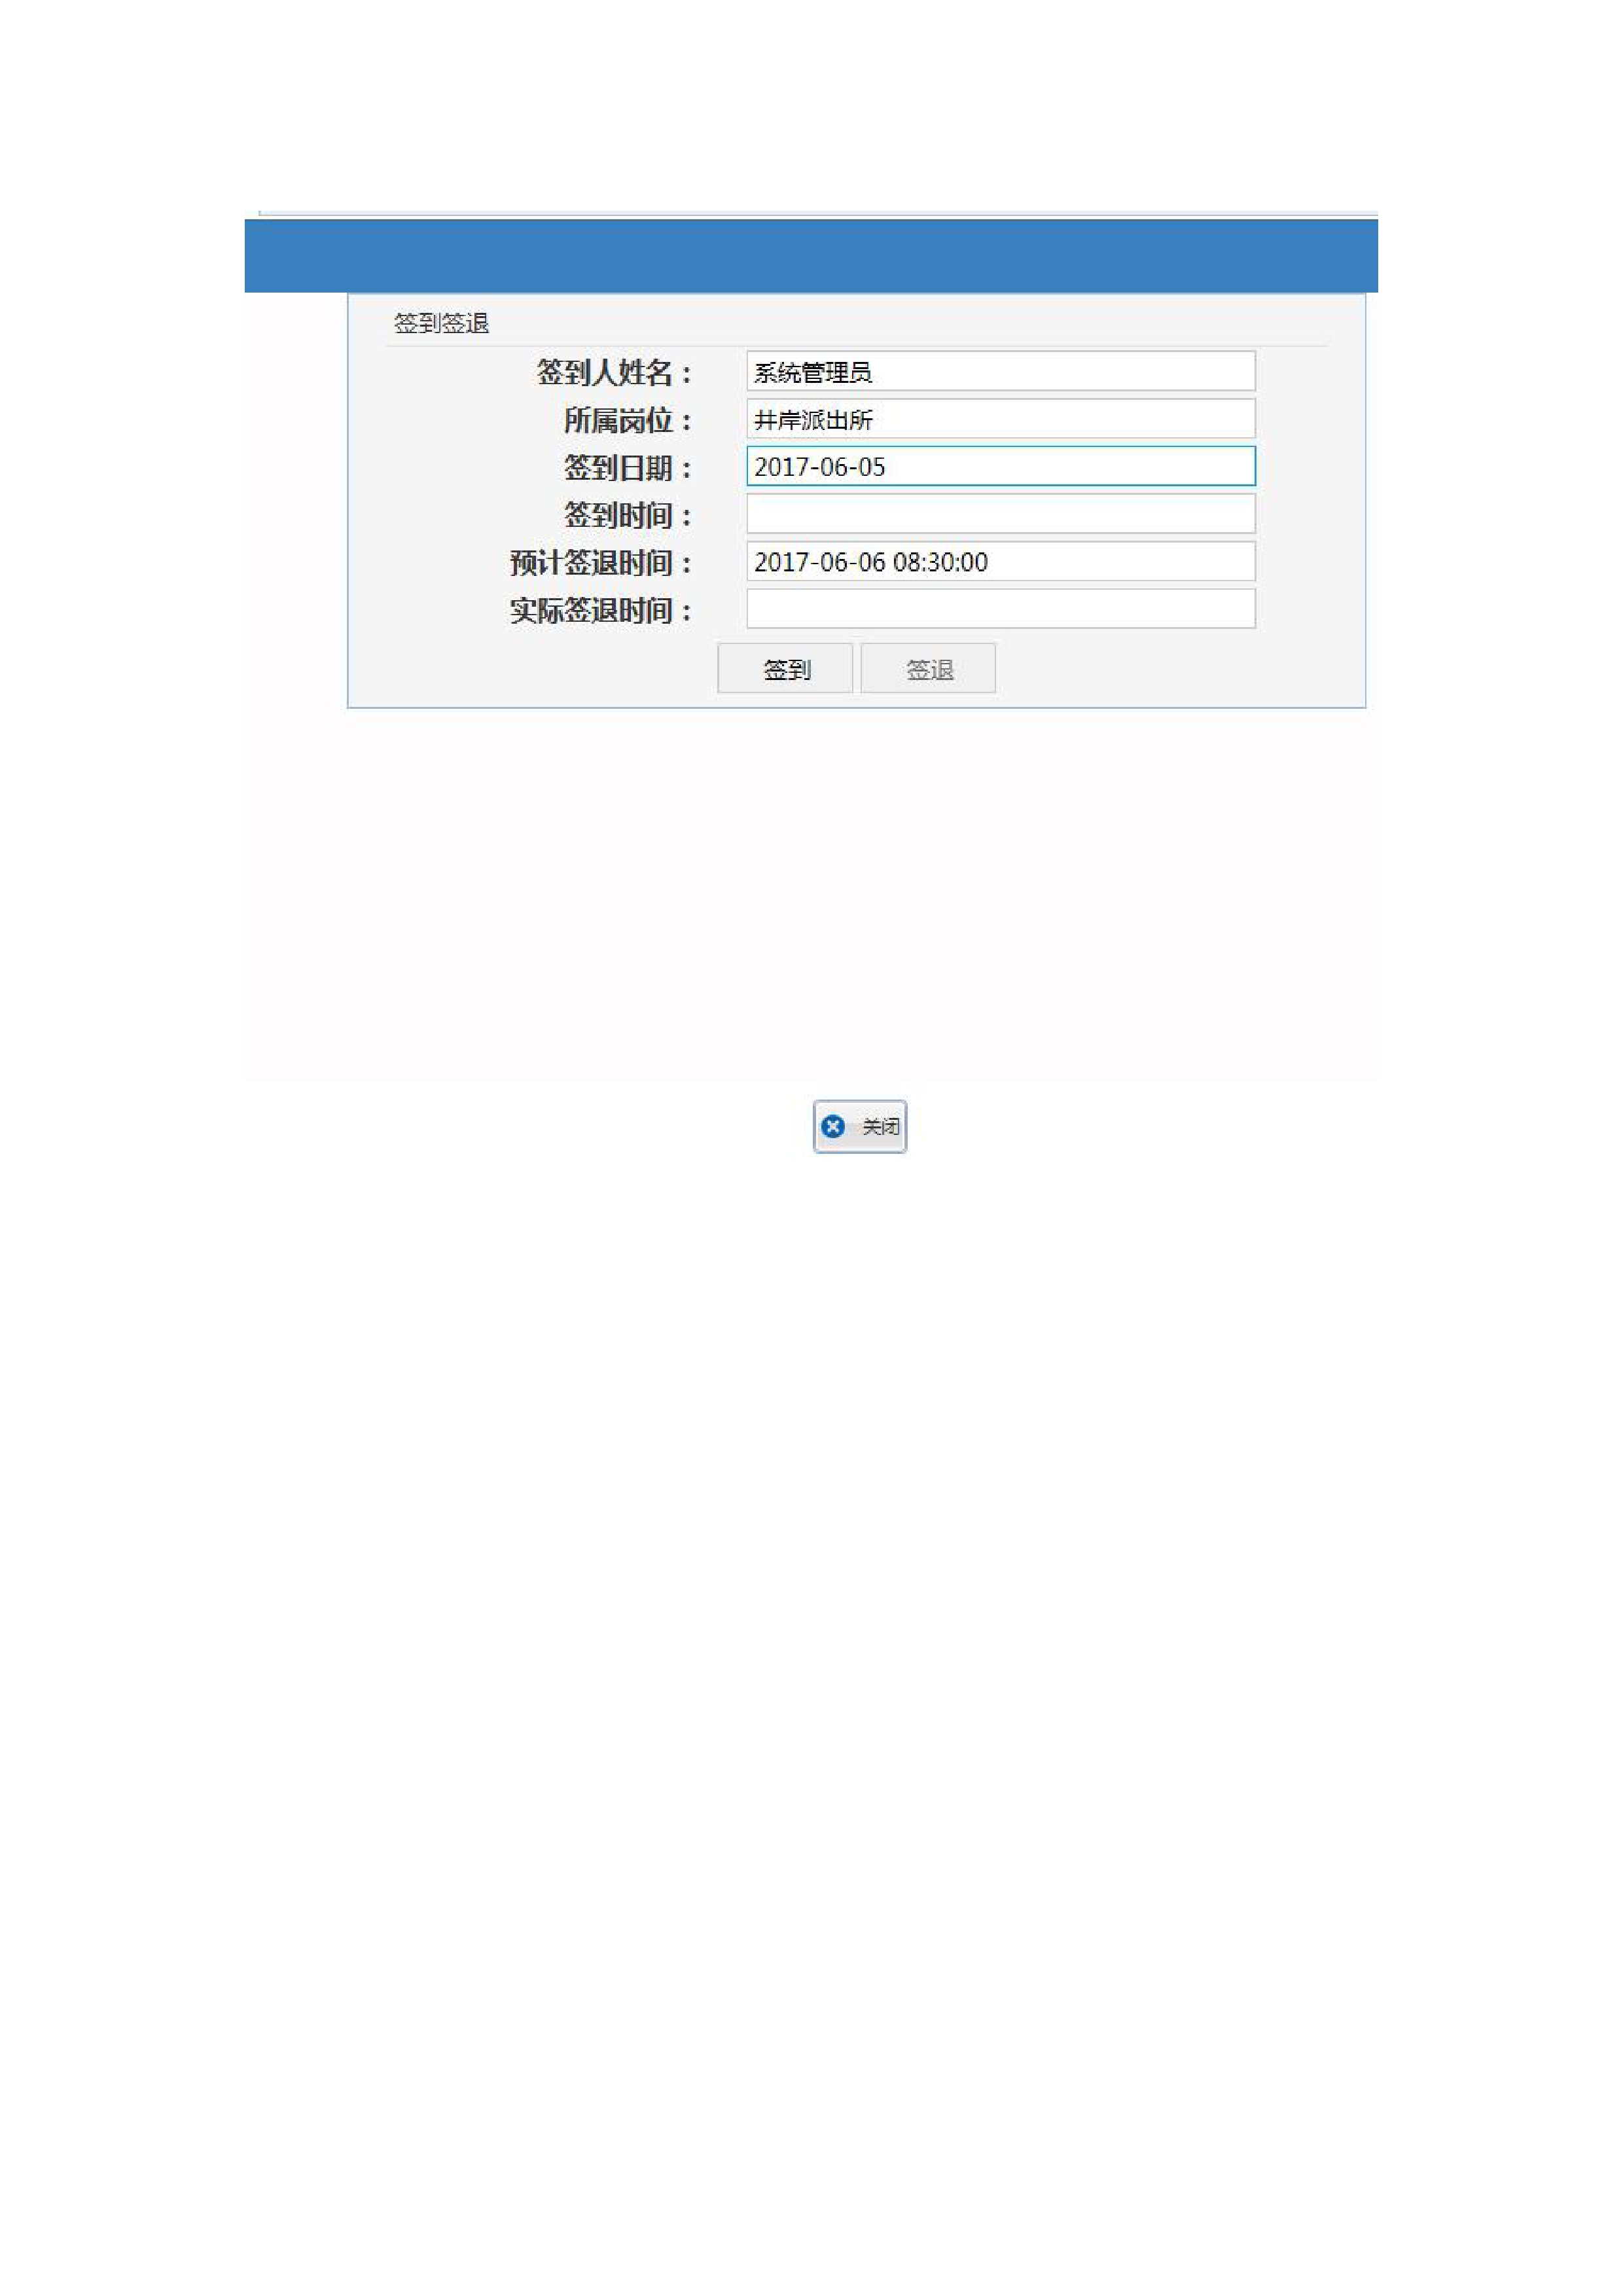 签到签退
签到人姓名： 系统管理员
所属岗位： 井岸派出所
签到日期： 2017-06-05
签到时间：
预计签退时间： 2017-06-06 08:30:00
实际签退时间：
签到 签退
关闭